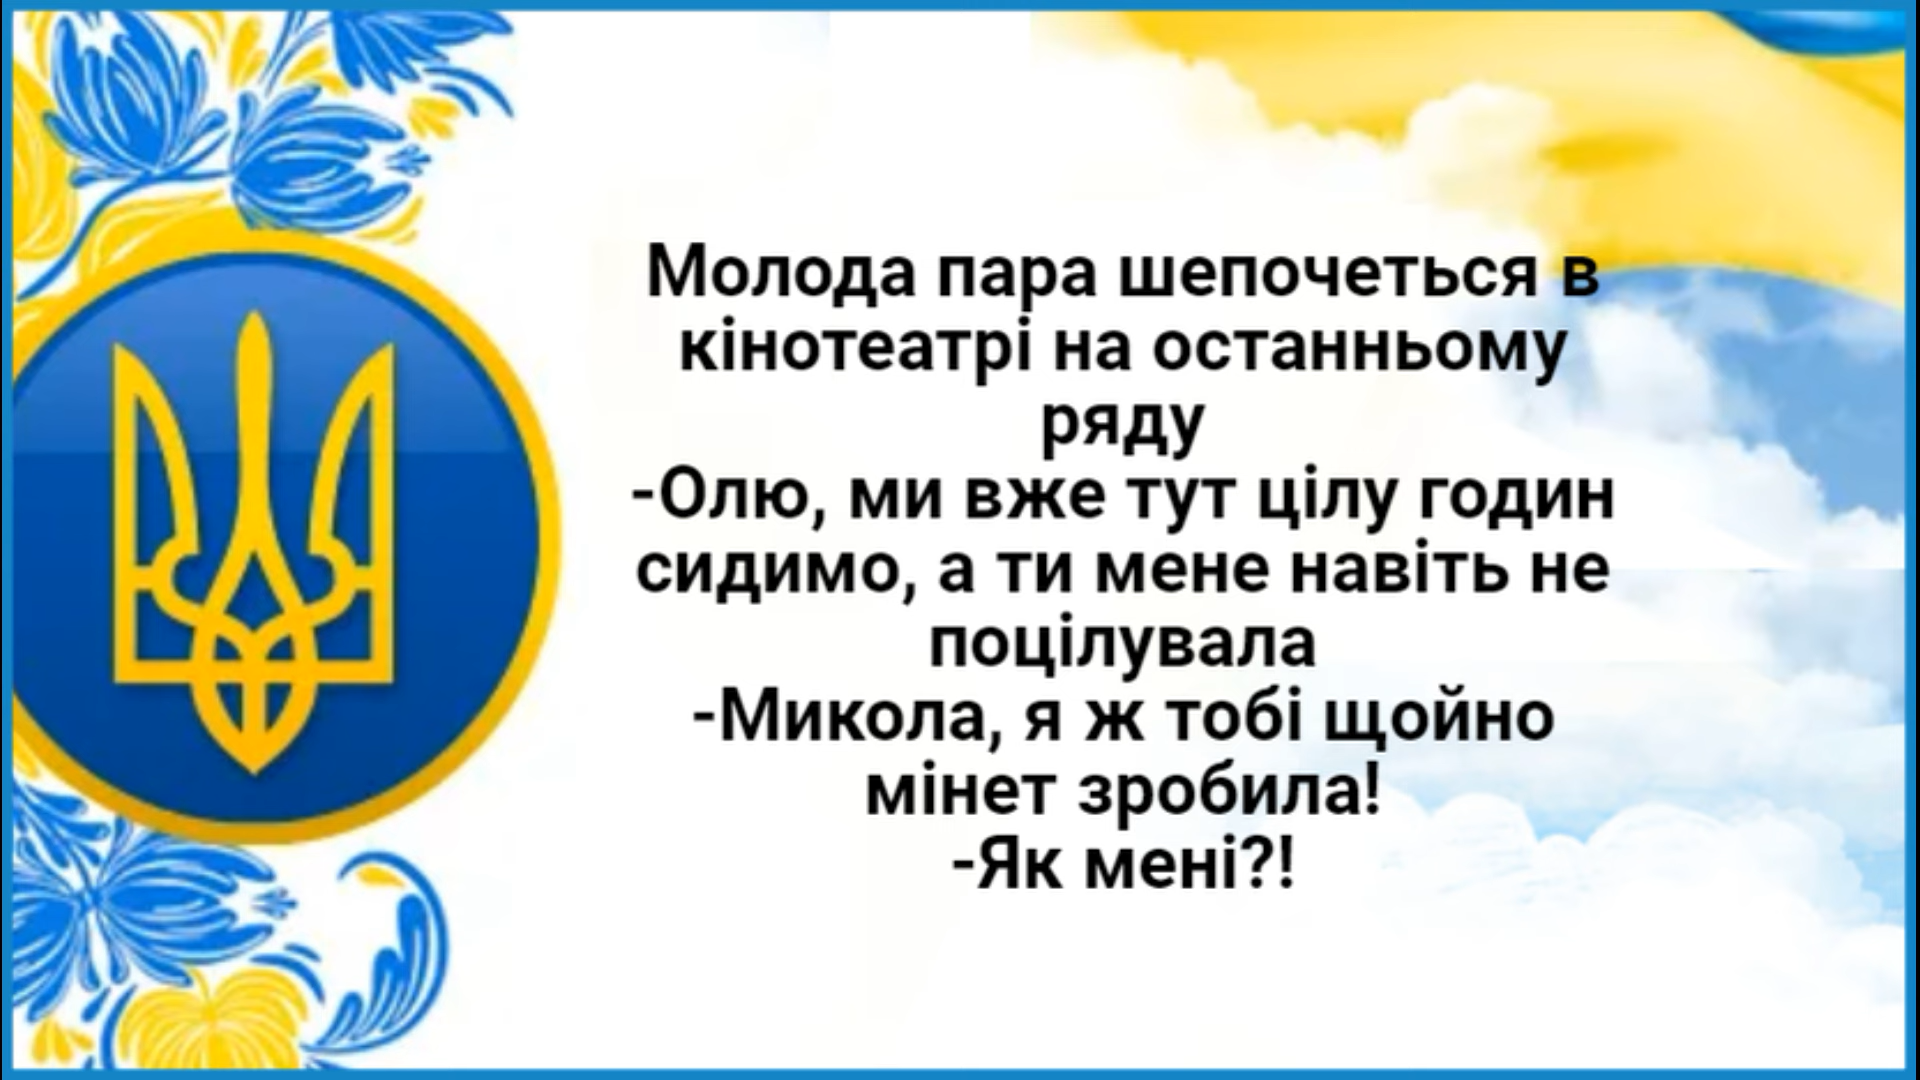 Молода пара шепочеться в
кінотеатрі на останньому
ряду
-Олю, ми вже тут цілу годин
сидимо, а ти мене навіть не
поцілувала
-Микола, я ж тобі щойно
мінет зробила!
-Як мені?!